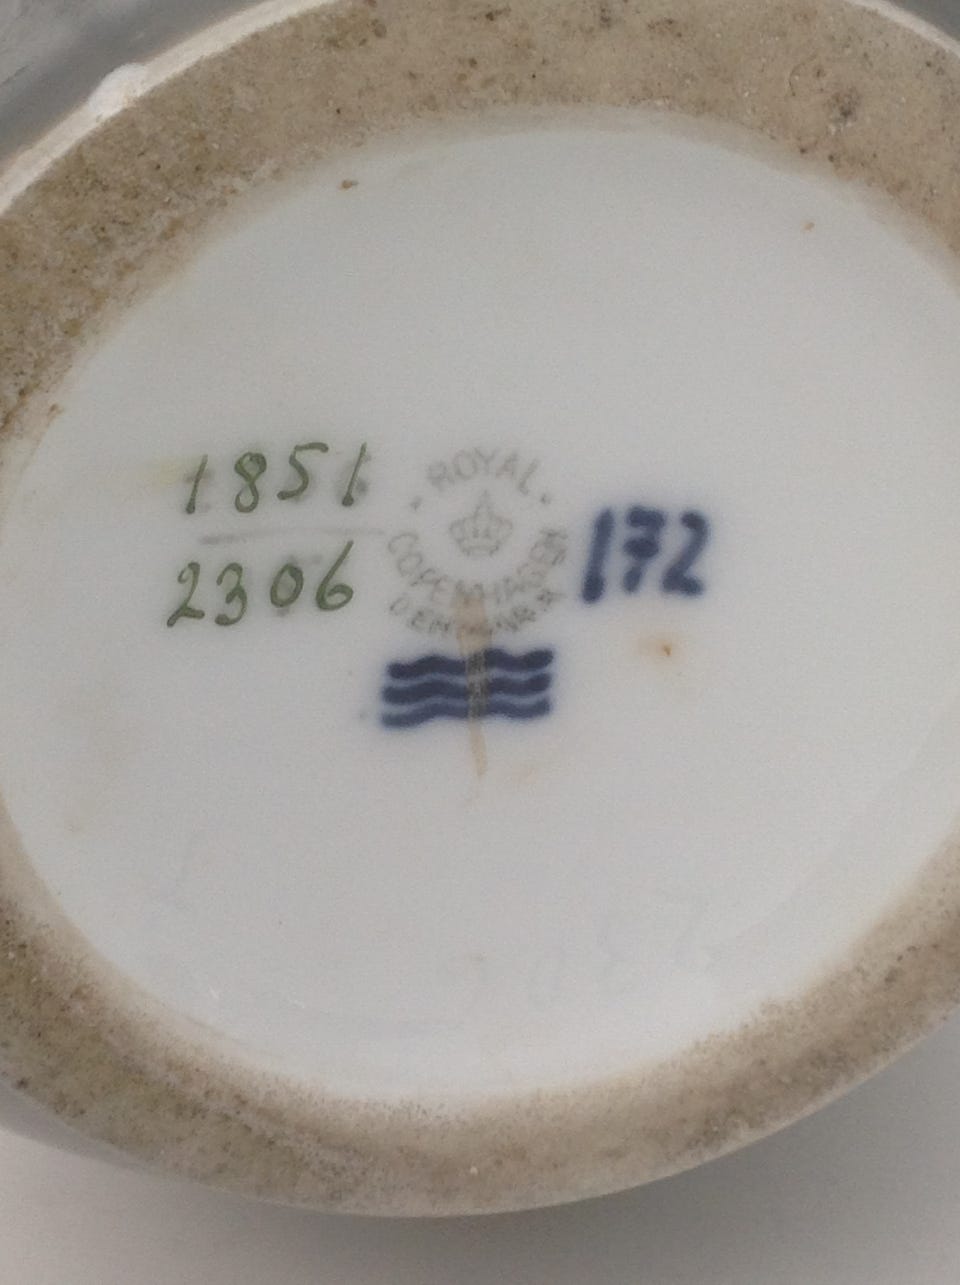 1851
2306
ROYAL
COPENHAGEN
DENMARK
172